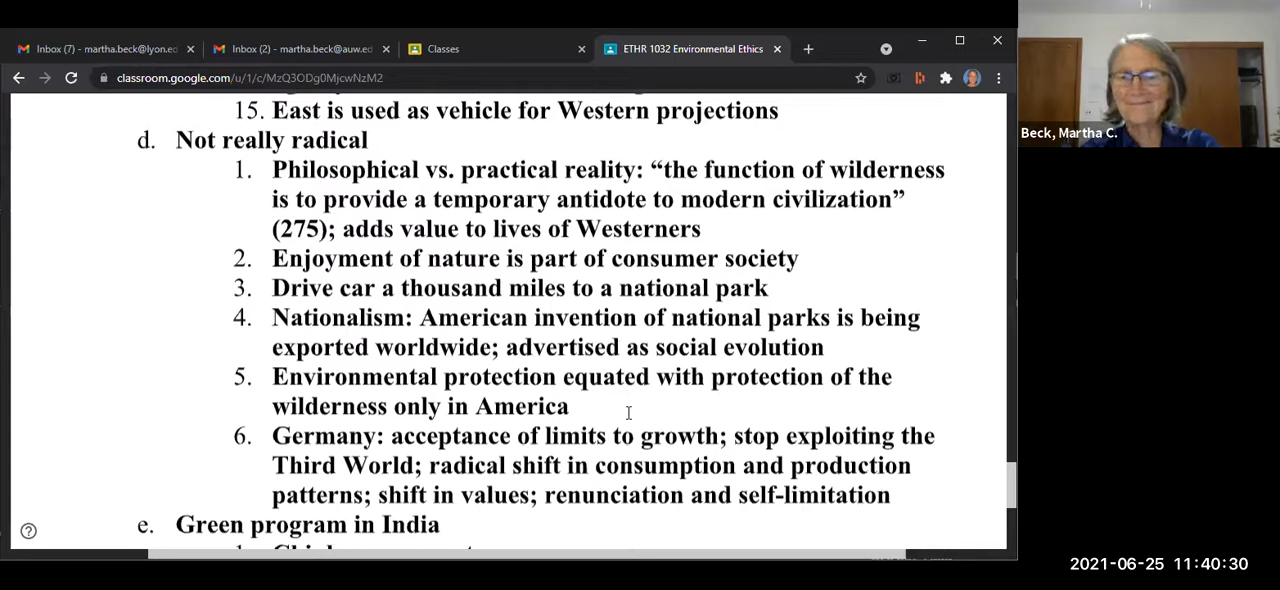 Inbox (7) - martha.beck@lyon.ed
Inbox (2) - martha.beck@auw.ed
Classes
ETHR 1032 Environmental Ethics
classroom.google.com/u/1/c/MzQ3ODg0MjcwNzM2
15. East is used as vehicle for Western projections
d. Not really radical
1. Philosophical vs. practical reality: “the function of wilderness
is to provide a temporary antidote to modern civilization”
(275); adds value to lives of Westerners
2. Enjoyment of nature is part of consumer society
3. Drive car a thousand miles to a national park
4. Nationalism: American invention of national parks is being
exported worldwide; advertised as social evolution
5. Environmental protection equated with protection of the
wilderness only in America
6. Germany: acceptance of limits to growth; stop exploiting the
Third World; radical shift in consumption and production
patterns; shift in values; renunciation and self-limitation
e. Green program in India
Beck, Martha C.
2021-06-25 11:40:30